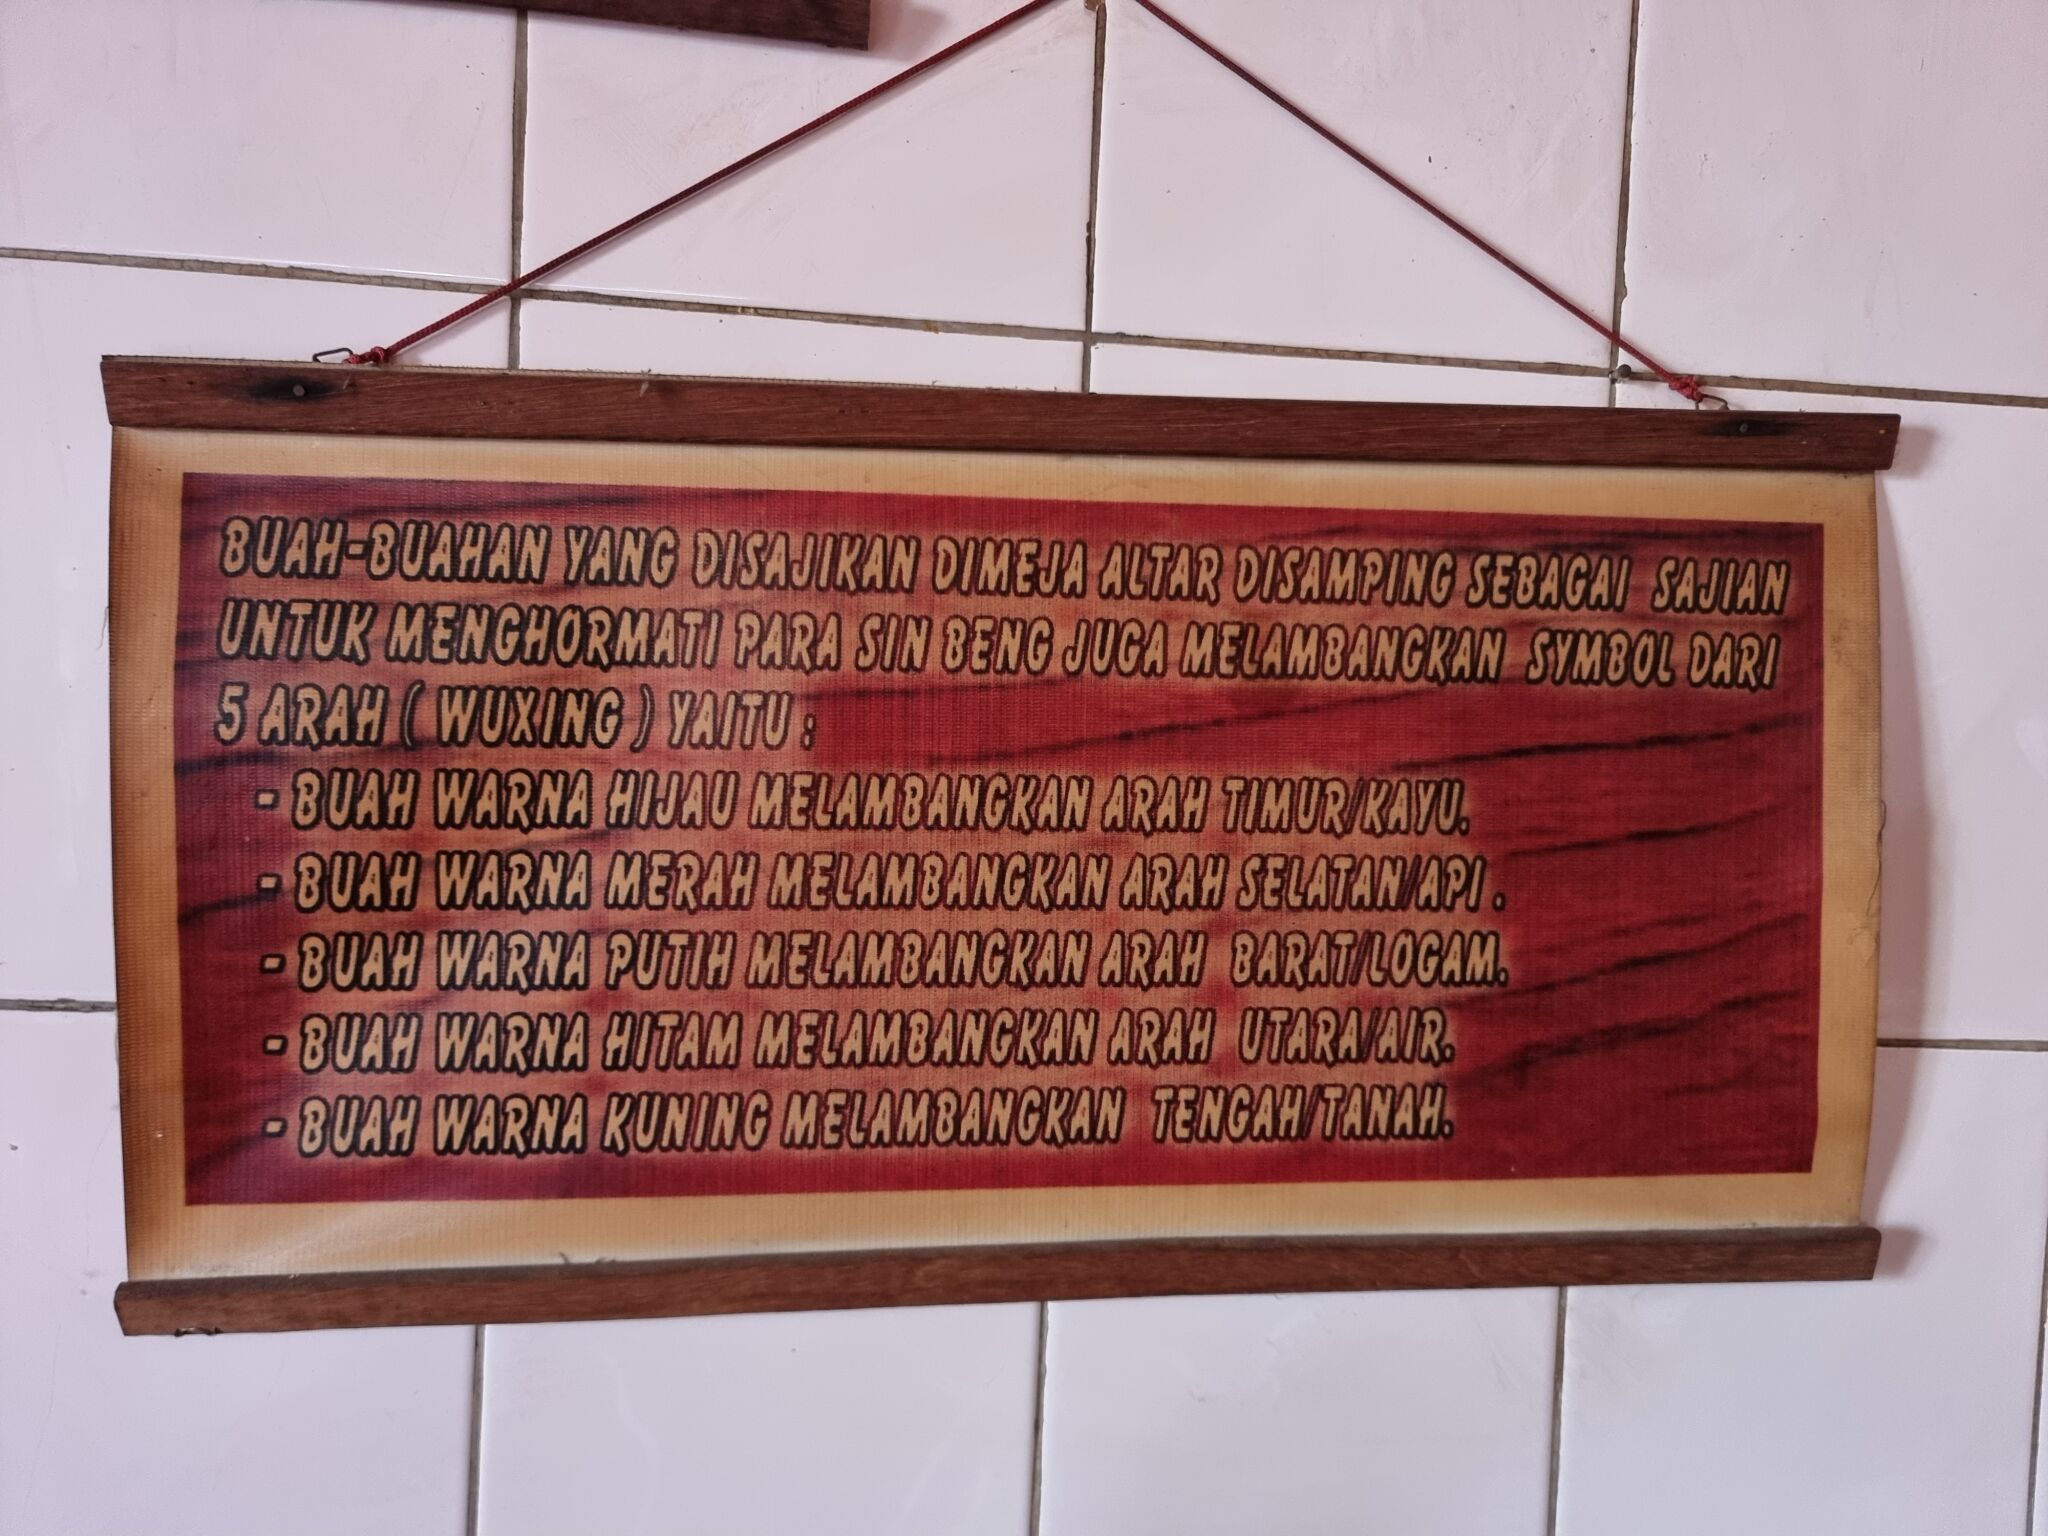 BUAH-BUAHAN YANG DISAJIKAN DIMEJA ALTAR DISAMPING SEBAGAI SAJIAN
UNTUK MENGHORMATI PARA SIN BENG JUGA MELAMBANGKAN SYMBOL DARI
5 ARAH ( WUXING ) YAITU :
- BUAH WARNA HIJAU MELAMBANGKAN ARAH TIMUR/KAYU.
- BUAH WARNA MERAH MELAMBANGKAN ARAH SELATAN/API .
- BUAH WARNA PUTIH MELAMBANGKAN ARAH BARAT/LOGAM.
- BUAH WARNA HITAM MELAMBANGKAN ARAH UTARA/AIR.
- BUAH WARNA KUNING MELAMBANGKAN TENGAH/TANAH.